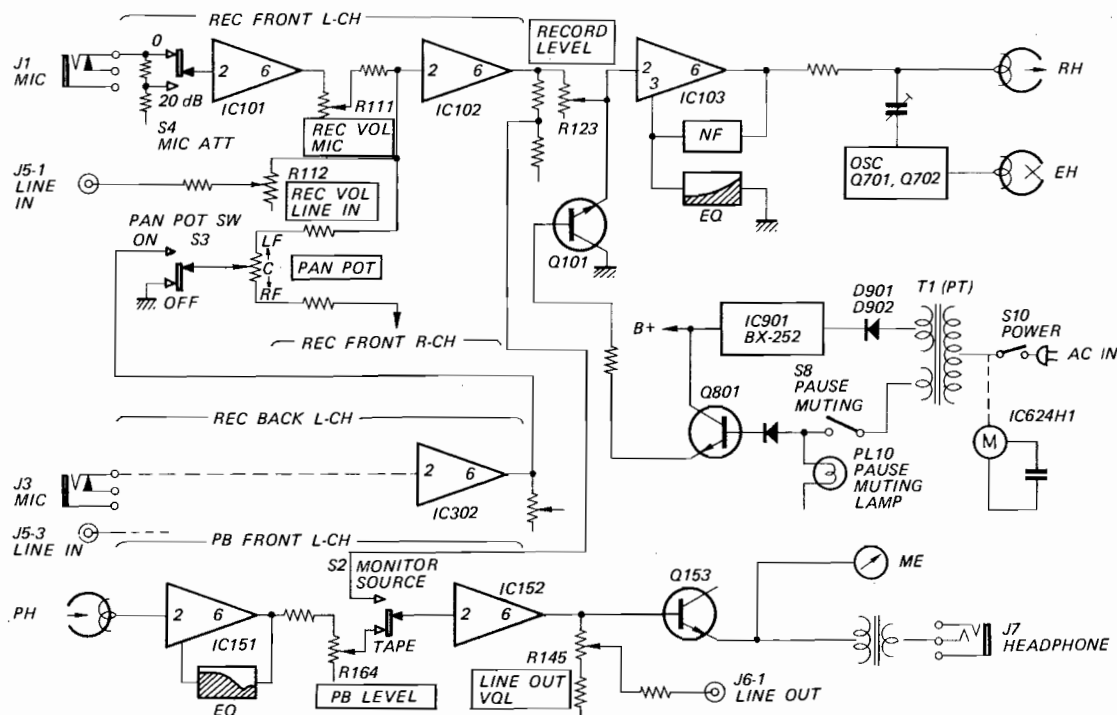 REC FRONT L-CH
J1
MIC
0
20 dB
S4
MIC ATT
2
6
IC101
R111
REC VOL
MIC
2
6
IC102
RECORD
LEVEL
R123
2
3
6
IC103
NF
EQ
RH
OSC
Q701, Q702
EH
J5-1
LINE
IN
R112
REC VOL
LINE IN
PAN POT SW
ON
S3
OFF
LF
C
RF
PAN POT
REC FRONT R-CH
Q101
B+
IC901
BX-252
D901
D902
T1 (PT)
S10
POWER
AC IN
S8
PAUSE
MUTING
Q801
PL10
PAUSE
MUTING
LAMP
IC624H1
M
REC BACK L-CH
J3
MIC
2
6
IC302
J5-3
LINE IN
PB FRONT L-CH
PH
2
6
IC151
EQ
R164
PB LEVEL
S2
MONITOR
SOURCE
TAPE
2
6
IC152
R145
LINE OUT
VOL
Q153
ME
J7
HEADPHONE
J6-1
LINE OUT